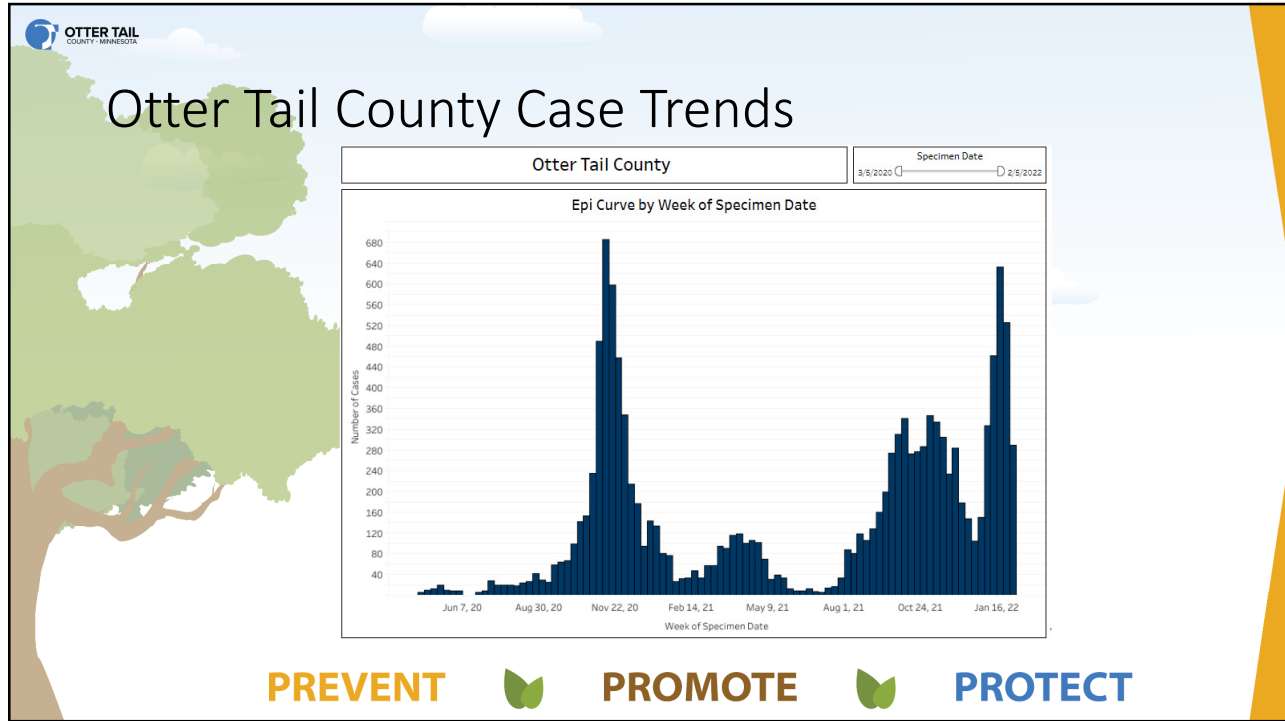 OTTER TAIL
COUNTY - MINNESOTA
Otter Tail County Case Trends
Otter Tail County
Specimen Date
3/5/2020
2/5/2022
Epi Curve by Week of Specimen Date
680
640
600
560
520
480
440
400
360
320
280
240
200
160
120
80
40
Number of Cases
Jun 7, 20
Aug 30, 20
Nov 22, 20
Feb 14, 21
May 9, 21
Aug 1, 21
Oct 24, 21
Jan 16, 22
Week of Specimen Date
PREVENT
PROMOTE
PROTECT